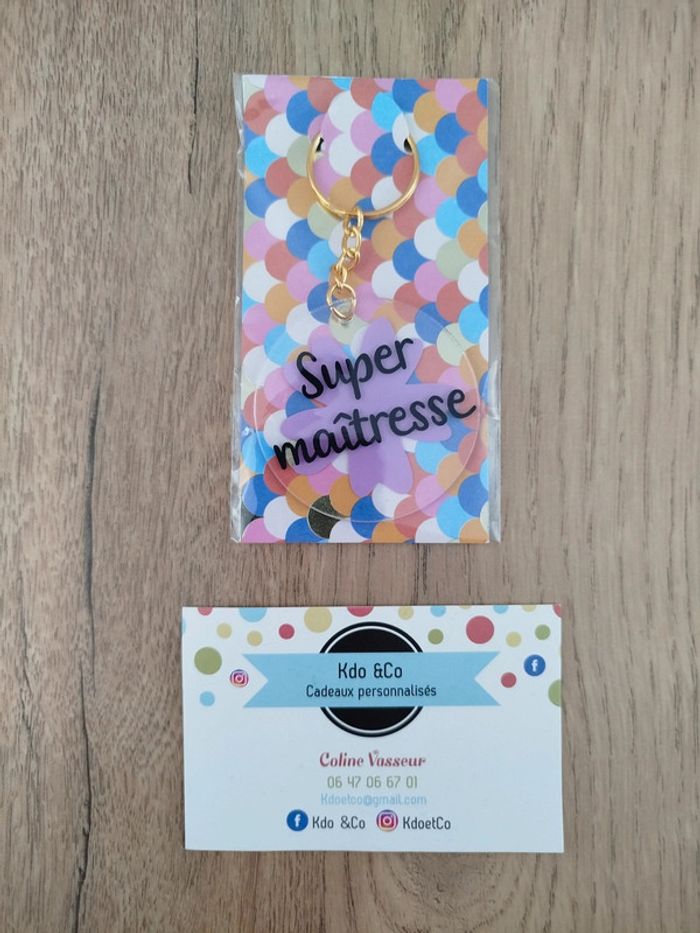 Super
maîtresse
Kdo &Co
Cadeaux personnalisés
Coline Vasseur
06 47 06 67 01
Kdoetco@gmail.com
Kdo &Co KdoetCo